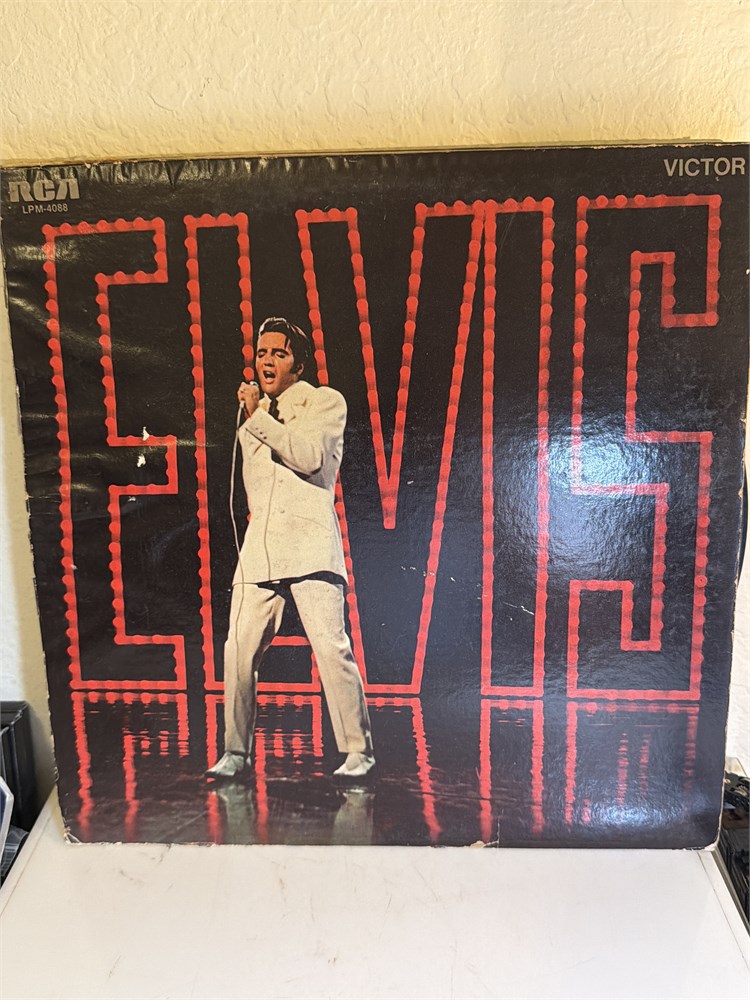 RCA
VICTOR
LPM-4088
ELVIS